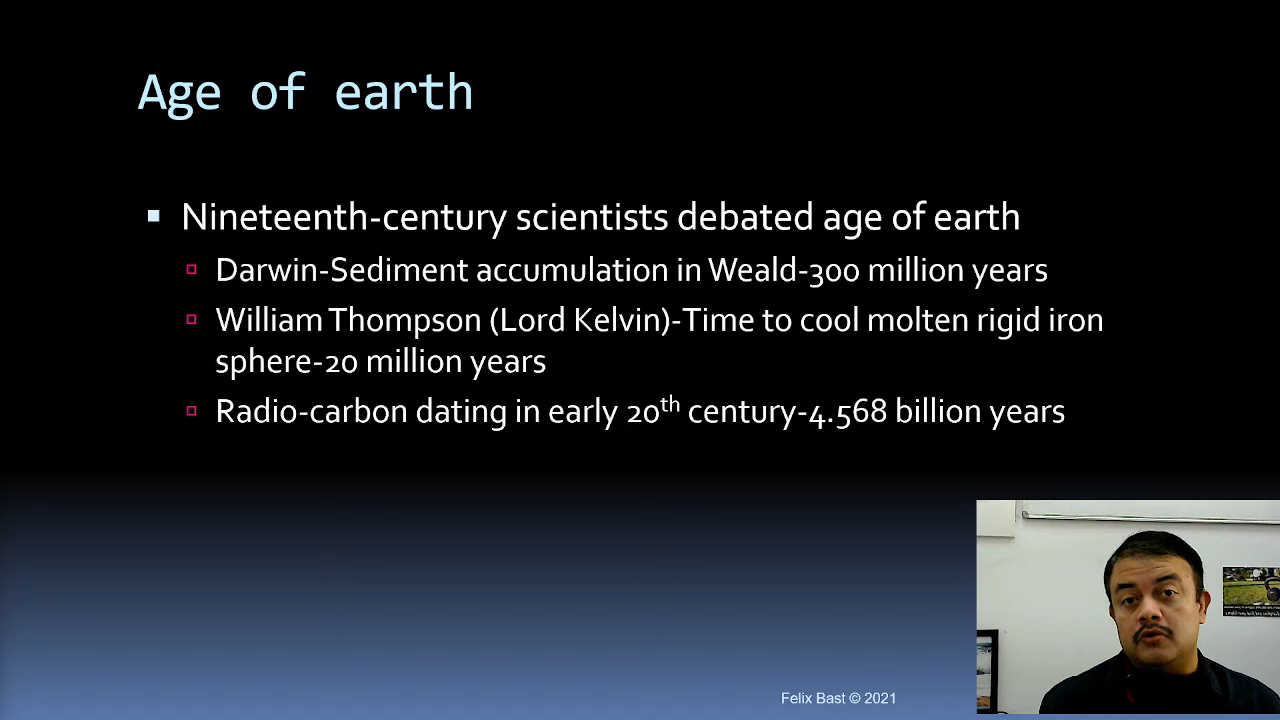 Age of earth
Nineteenth-century scientists debated age of earth
Darwin-Sediment accumulation in Weald-300 million years
William Thompson (Lord Kelvin)-Time to cool molten rigid iron
sphere-20 million years
Radio-carbon dating in early 20th century-4.568 billion years
Felix Bast © 2021